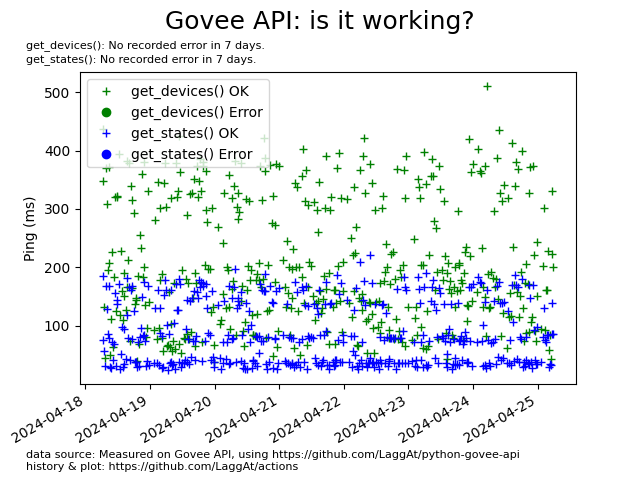 Govee API: is it working?
get_devices(): No recorded error in 7 days.
get_states(): No recorded error in 7 days.
get_devices() OK
get_devices() Error
get_states() OK
get_states() Error
Ping (ms)
500
400
300
200
100
2024-04-18
2024-04-19
2024-04-20
2024-04-21
2024-04-22
2024-04-23
2024-04-24
2024-04-25
data source: Measured on Govee API, using https://github.com/LaggAt/python-govee-api
history & plot: https://github.com/LaggAt/actions